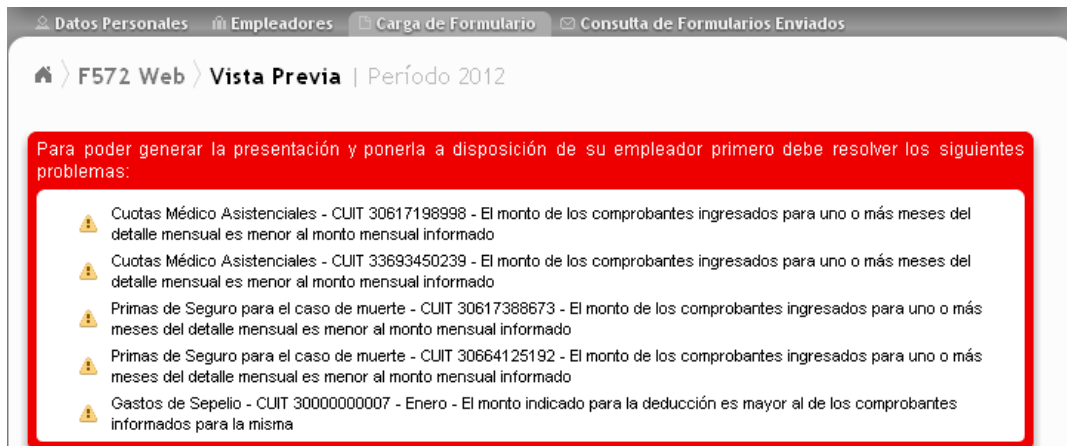 Datos Personales Empleadores Carga de Formulario Consulta de Formularios Enviados
F572 Web Vista Previa | Período 2012
Para poder generar la presentación y ponerla a disposición de su empleador primero debe resolver los siguientes
problemas:
Cuotas Médico Asistenciales - CUIT 30617198998 - El monto de los comprobantes ingresados para uno o más meses del
detalle mensual es menor al monto mensual informado
Cuotas Médico Asistenciales - CUIT 33693450239 - El monto de los comprobantes ingresados para uno o más meses del
detalle mensual es menor al monto mensual informado
Primas de Seguro para el caso de muerte - CUIT 30617388673 - El monto de los comprobantes ingresados para uno o más
meses del detalle mensual es menor al monto mensual informado
Primas de Seguro para el caso de muerte - CUIT 30664125192 - El monto de los comprobantes ingresados para uno o más
meses del detalle mensual es menor al monto mensual informado
Gastos de Sepelio - CUIT 30000000007 - Enero - El monto indicado para la deducción es mayor al de los comprobantes
informados para la misma